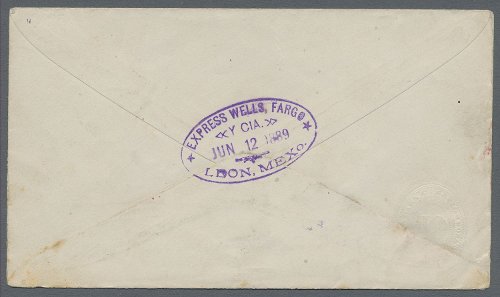 ★ EXPRESS WELLS, FARGO ★
Y CIA.
JUN 12 1889
LEON, MEXO.